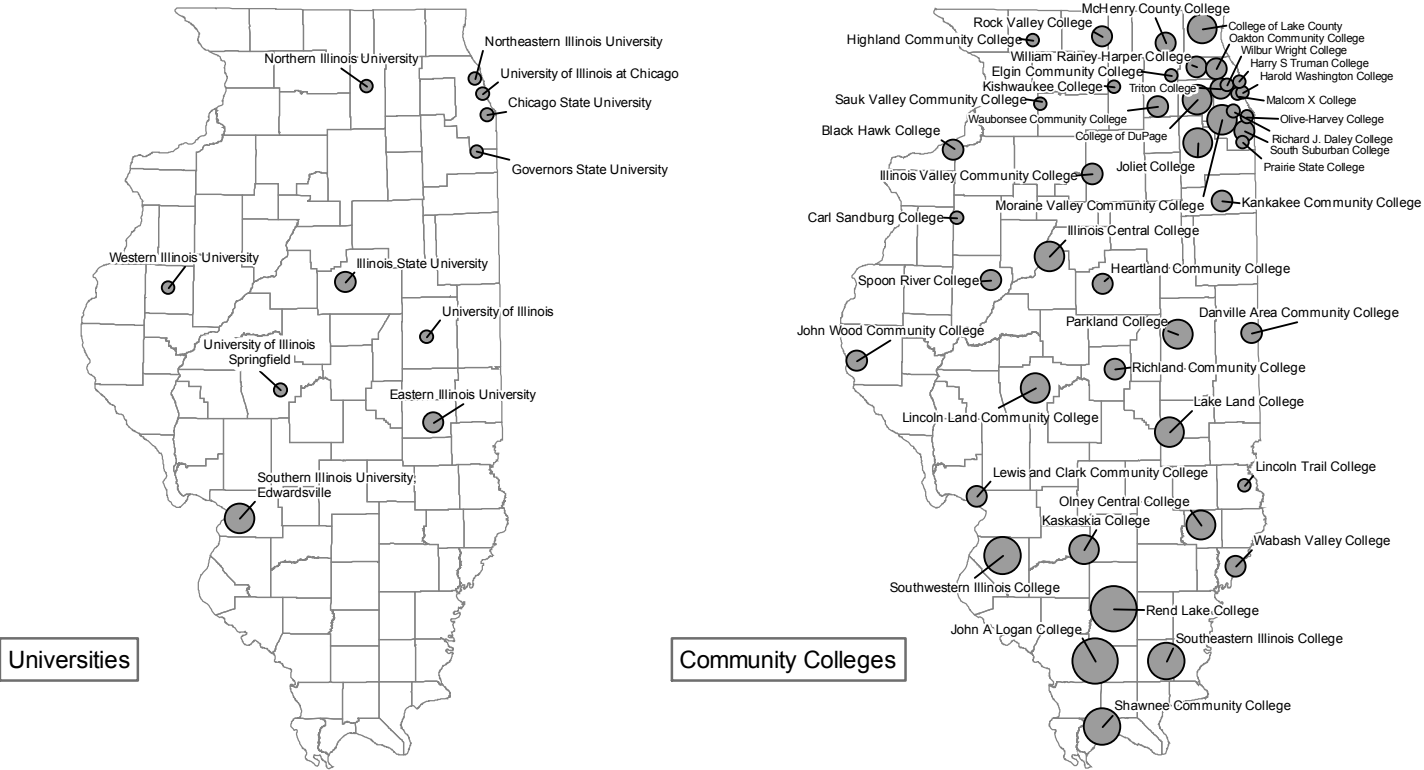 Northeastern Illinois University
Northern Illinois University
University of Illinois at Chicago
Chicago State University
Governors State University
Western Illinois University
Illinois State University
University of Illinois
University of Illinois
Springfield
Eastern Illinois University
Southern Illinois University,
Edwardsville
Universities
McHenry County College
Rock Valley College
College of Lake County
Highland Community College
Oakton Community College
Wilbur Wright College
William Rainey Harper College
Harry S Truman College
Elgin Community College
Harold Washington College
Kishwaukee College
Triton College
Sauk Valley Community College
Malcom X College
Waubonsee Community College
Olive-Harvey College
Black Hawk College
College of DuPage
Richard J. Daley College
South Suburban College
Joliet College
Prairie State College
Illinois Valley Community College
Moraine Valley Community College
Kankakee Community College
Carl Sandburg College
Illinois Central College
Heartland Community College
Spoon River College
Danville Area Community College
Parkland College
John Wood Community College
Richland Community College
Lake Land College
Lincoln Land Community College
Lincoln Trail College
Lewis and Clark Community College
Olney Central College
Kaskaskia College
Wabash Valley College
Southwestern Illinois College
Rend Lake College
John A Logan College
Southeastern Illinois College
Community Colleges
Shawnee Community College